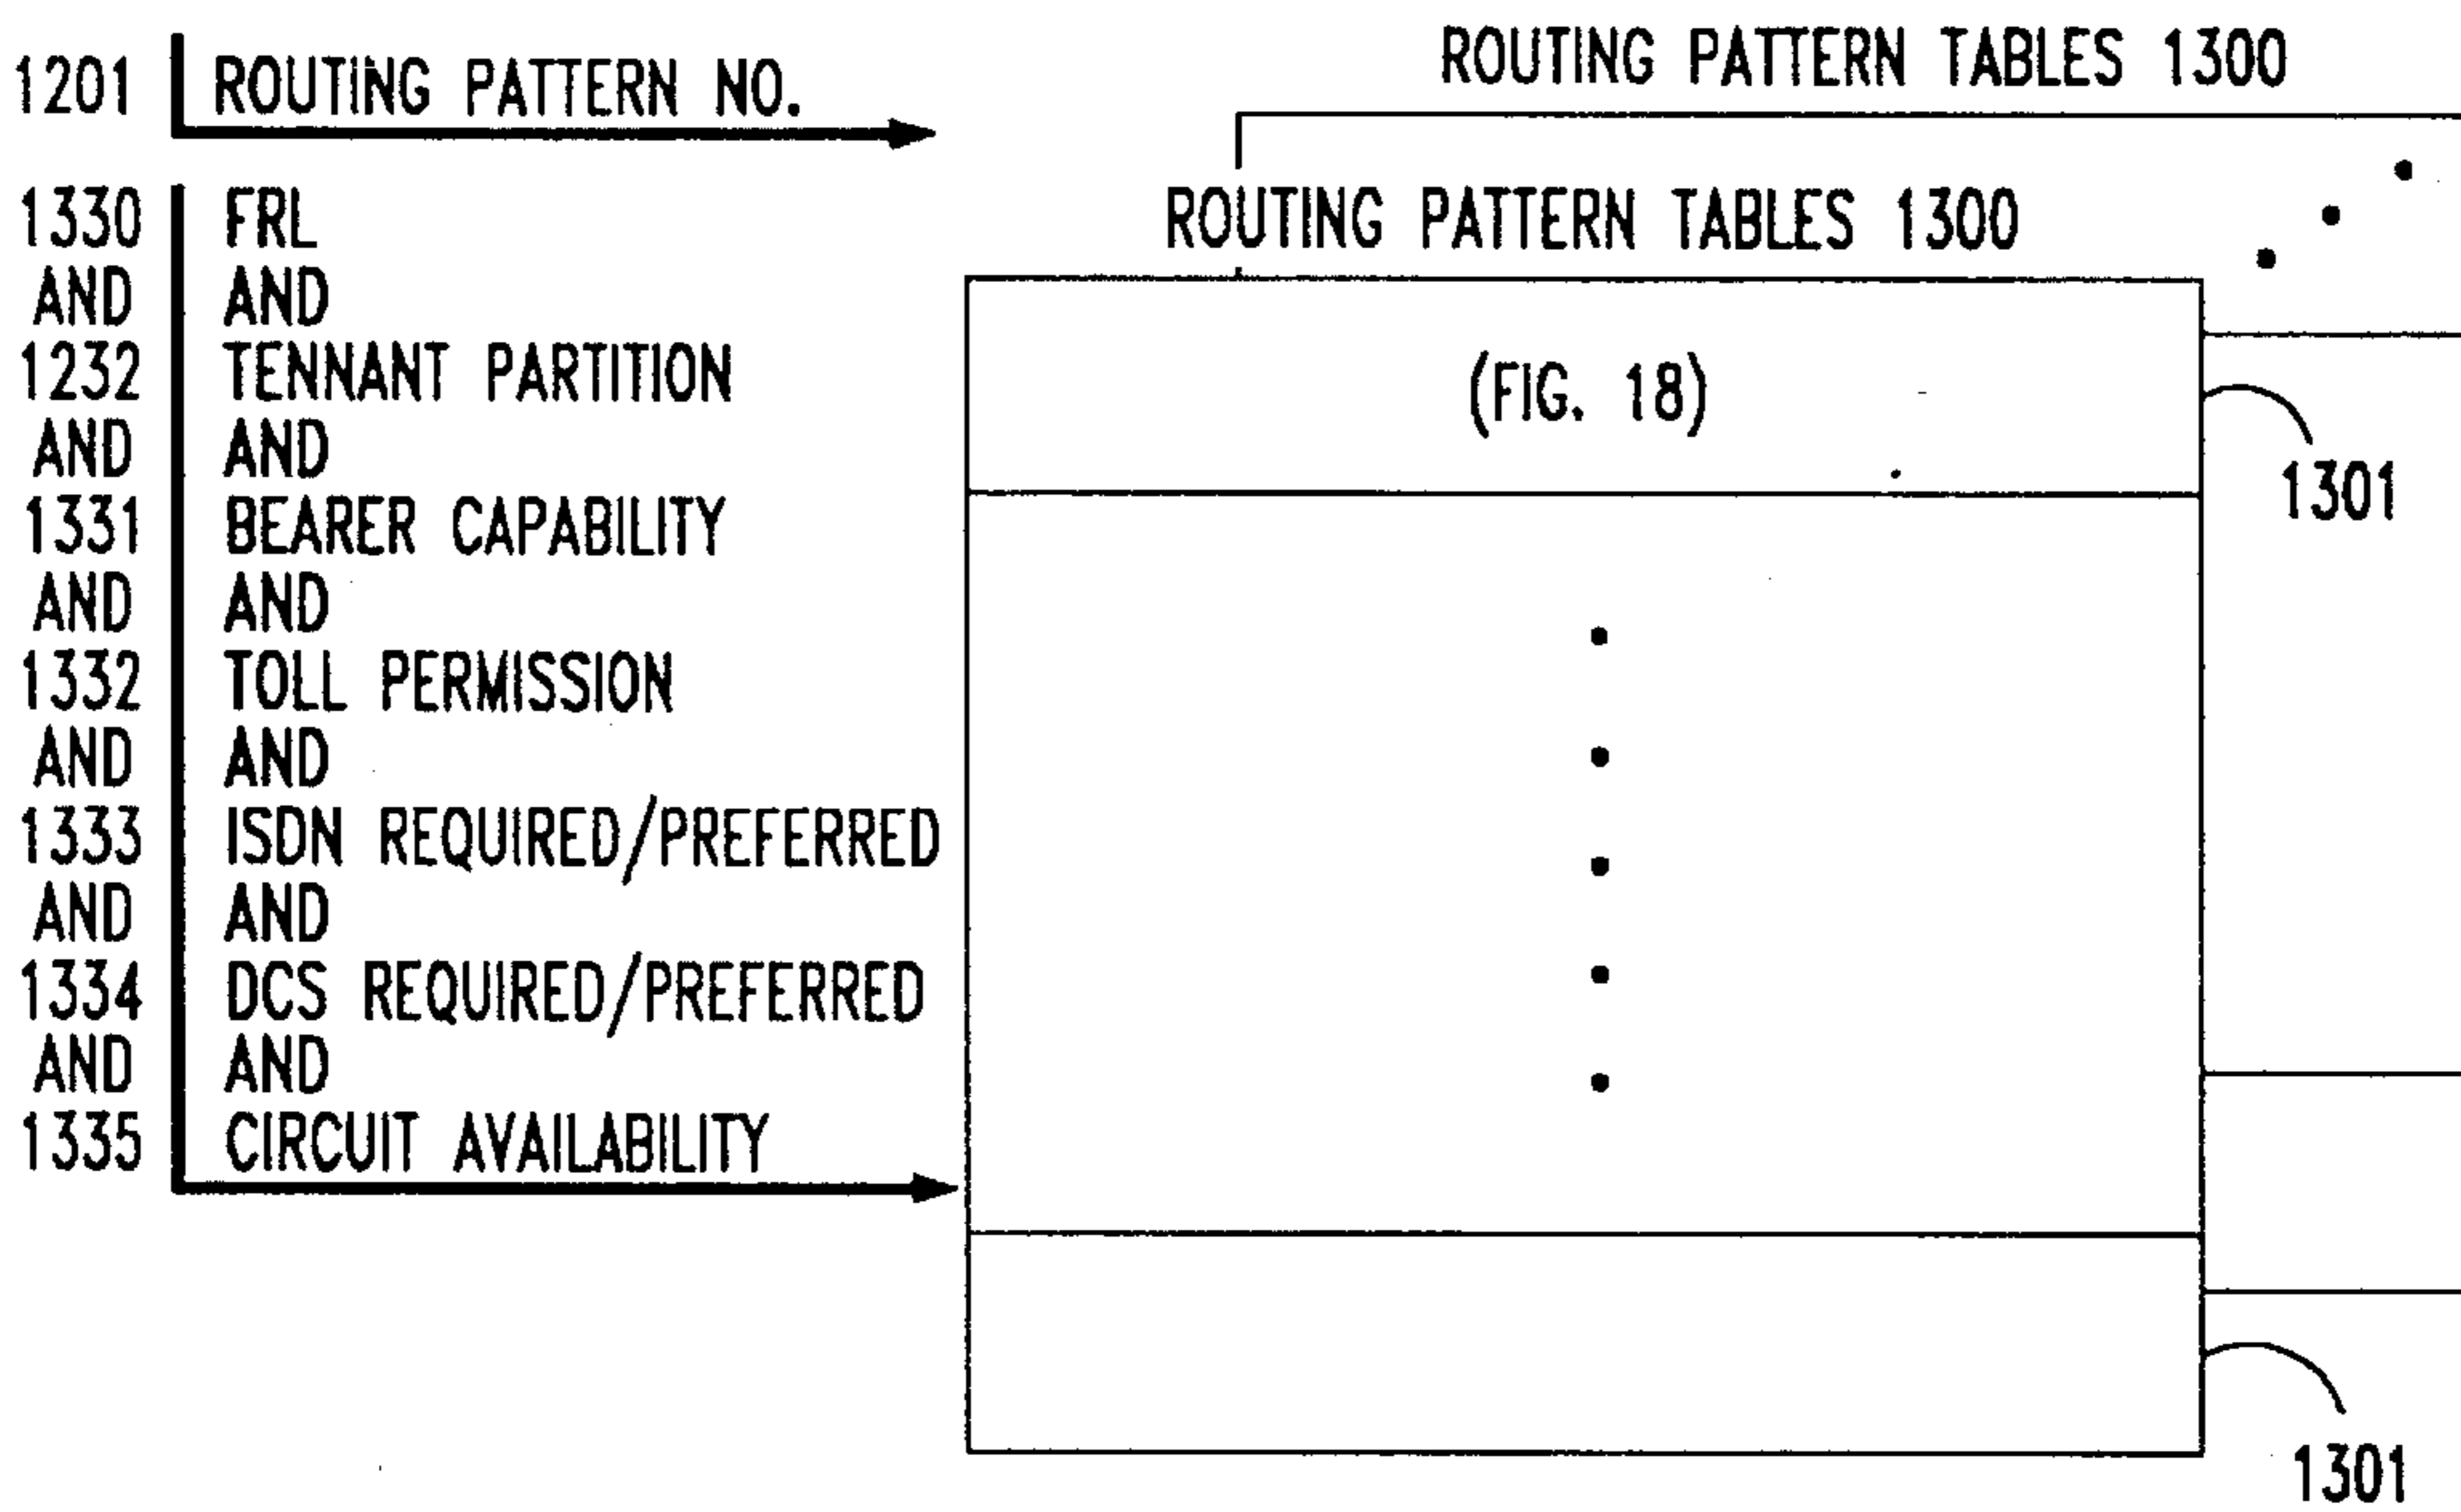 1201 ROUTING PATTERN NO.
ROUTING PATTERN TABLES 1300
1330 FRL
ROUTING PATTERN TABLES 1300
AND AND
1232 TENNANT PARTITION
(FIG. 18)
AND AND
1301
1331 BEARER CAPABILITY
AND AND
1332 TOLL PERMISSION
AND AND
1333 ISDN REQUIRED/PREFERRED
AND AND
1334 DCS REQUIRED/PREFERRED
AND AND
1335 CIRCUIT AVAILABILITY
1301